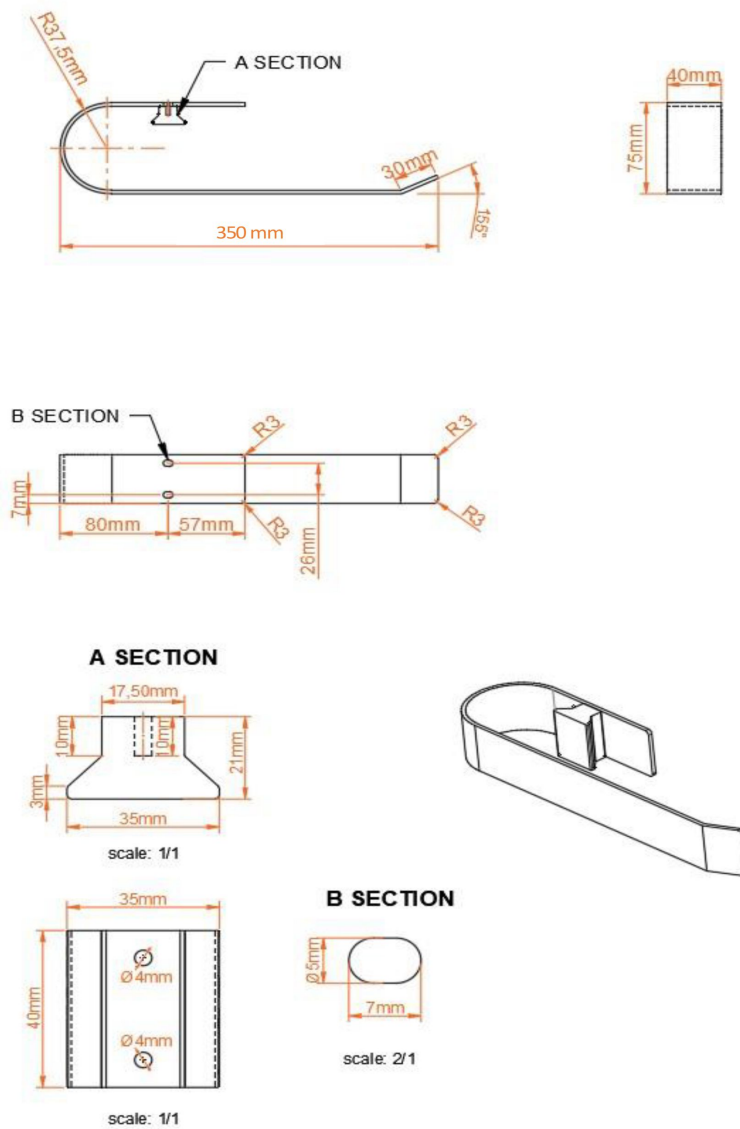 R37,5mm
A SECTION
40mm
75mm
30mm
155°
350 mm
B SECTION
R3
R3
7mm
80mm
57mm
R3
R3
26mm
A SECTION
17,50mm
10mm
10mm
21mm
3mm
35mm
scale: 1/1
35mm
B SECTION
Ø4mm
40mm
Ø5mm
7mm
Ø4mm
scale: 2/1
scale: 1/1